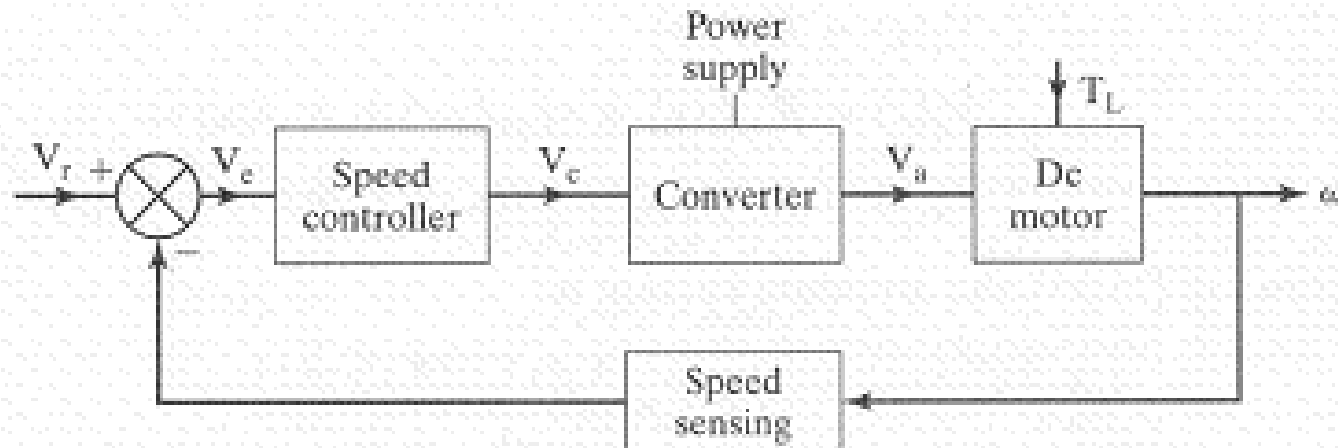 Power
supply
T_L
V_r + V_e Speed controller V_c Converter V_a Dc motor ω
−
Speed
sensing